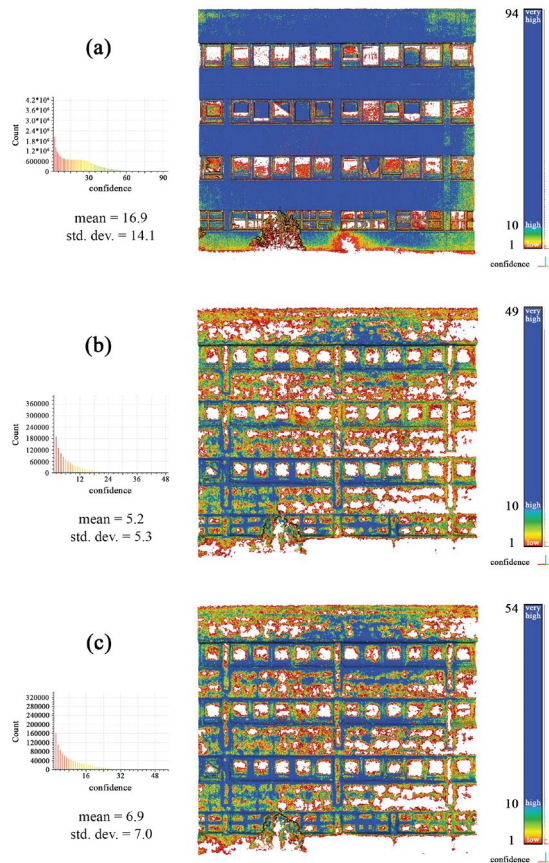 (a)
94
very
high
10
high
1
low
confidence
4.2*10⁶
3.6*10⁶
3.0*10⁶
2.4*10⁶
1.8*10⁶
1.2*10⁶
600000
0
Count
30 60 90
confidence
mean = 16.9
std. dev. = 14.1
(b)
49
very
high
10
high
1
low
confidence
360000
300000
240000
180000
120000
60000
0
Count
12 24 36 48
confidence
mean = 5.2
std. dev. = 5.3
(c)
54
very
high
10
high
1
low
confidence
320000
280000
240000
200000
160000
120000
80000
40000
0
Count
16 32 48
confidence
mean = 6.9
std. dev. = 7.0